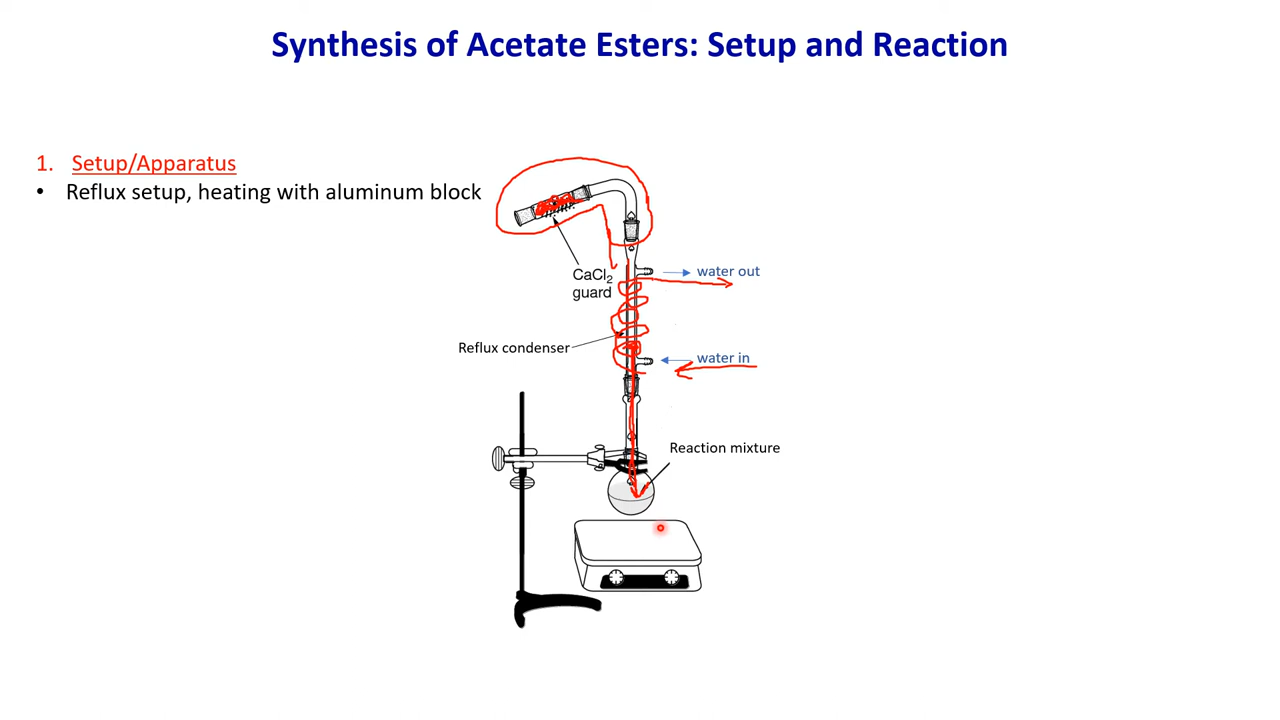 Synthesis of Acetate Esters: Setup and Reaction
1. Setup/Apparatus
• Reflux setup, heating with aluminum block
CaCl2
guard
water out
Reflux condenser
water in
Reaction mixture